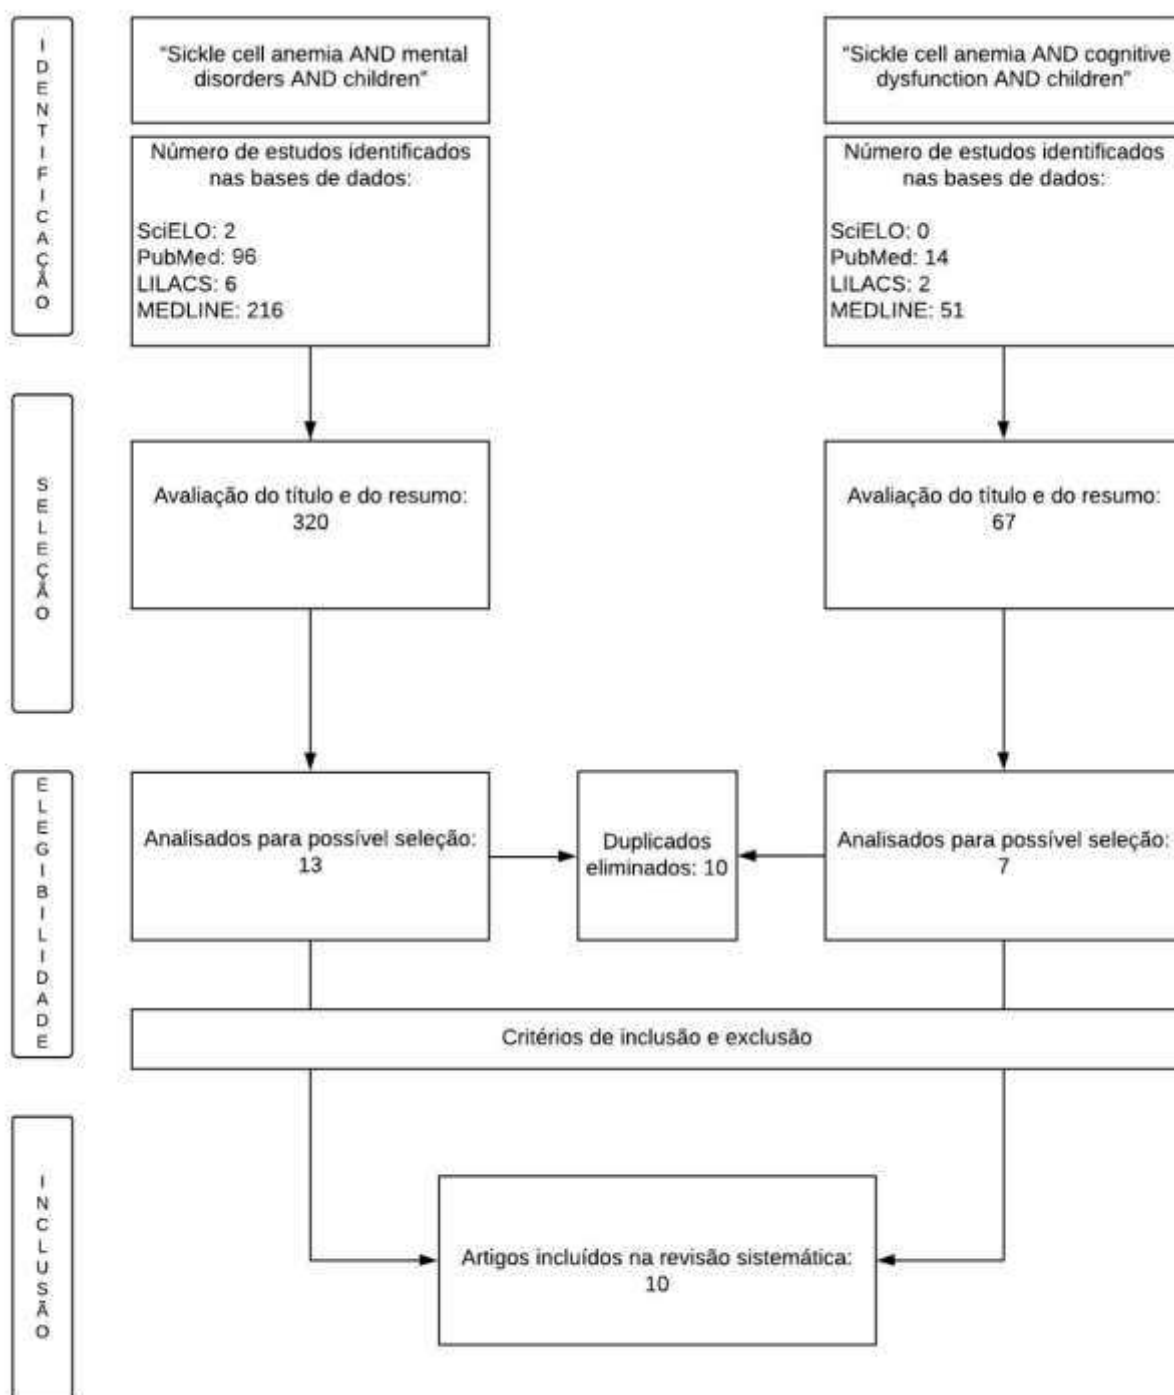 IDENTIFICAÇÃO
"Sickle cell anemia AND mental
disorders AND children"
"Sickle cell anemia AND cognitive
dysfunction AND children"
Número de estudos identificados
nas bases de dados:
SciELO: 2
PubMed: 96
LILACS: 6
MEDLINE: 216
Número de estudos identificados
nas bases de dados:
SciELO: 0
PubMed: 14
LILACS: 2
MEDLINE: 51
SELEÇÃO
Avaliação do título e do resumo:
320
Avaliação do título e do resumo:
67
ELEGIBILIDADE
Analisados para possível seleção:
13
Duplicados
eliminados: 10
Analisados para possível seleção:
7
Critérios de inclusão e exclusão
INCLUSÃO
Artigos incluídos na revisão sistemática:
10